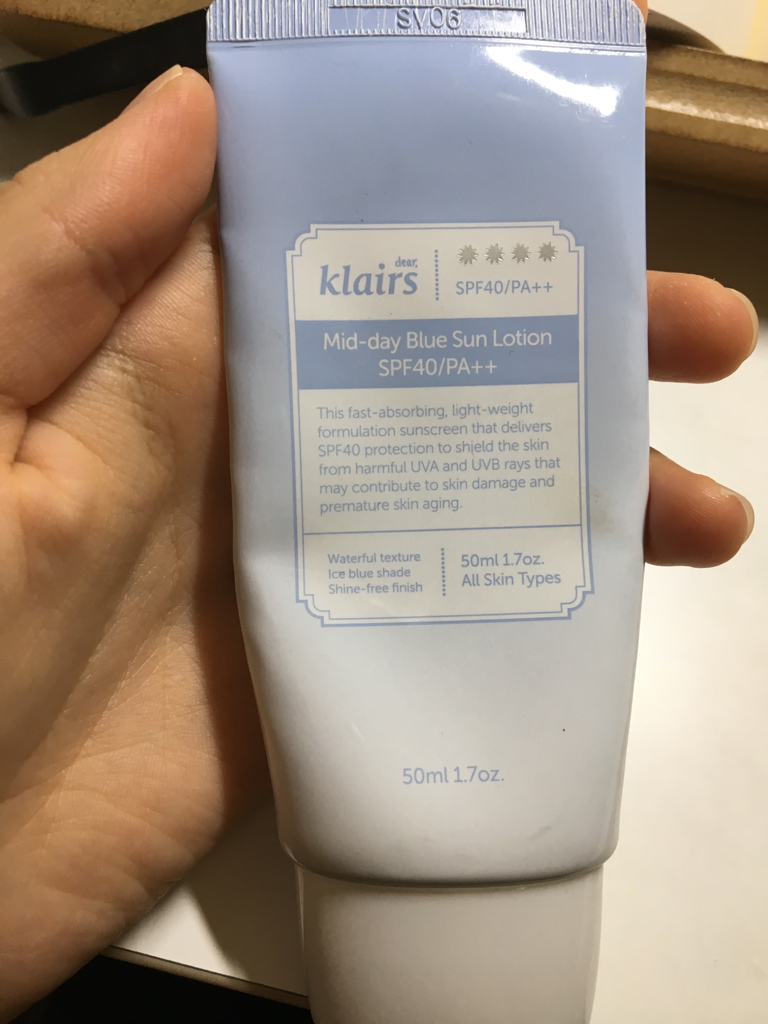 SV06
dear,
klairs
SPF40/PA++
Mid-day Blue Sun Lotion
SPF40/PA++
This fast-absorbing, light-weight
formulation sunscreen that delivers
SPF40 protection to shield the skin
from harmful UVA and UVB rays that
may contribute to skin damage and
premature skin aging.
Waterful texture
Ice blue shade
Shine-free finish
50ml 1.7oz.
All Skin Types
50ml 1.7oz.